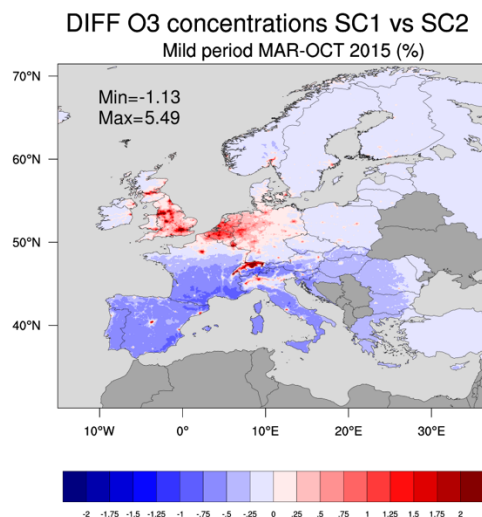 DIFF O3 concentrations SC1 vs SC2
Mild period MAR-OCT 2015 (%)
70°N
Min=-1.13
Max=5.49
60°N
50°N
40°N
10°W 0° 10°E 20°E 30°E
-2 -1.75 -1.5 -1.25 -1 -.75 -.5 -.25 0 .25 .5 .75 1 1.25 1.5 1.75 2